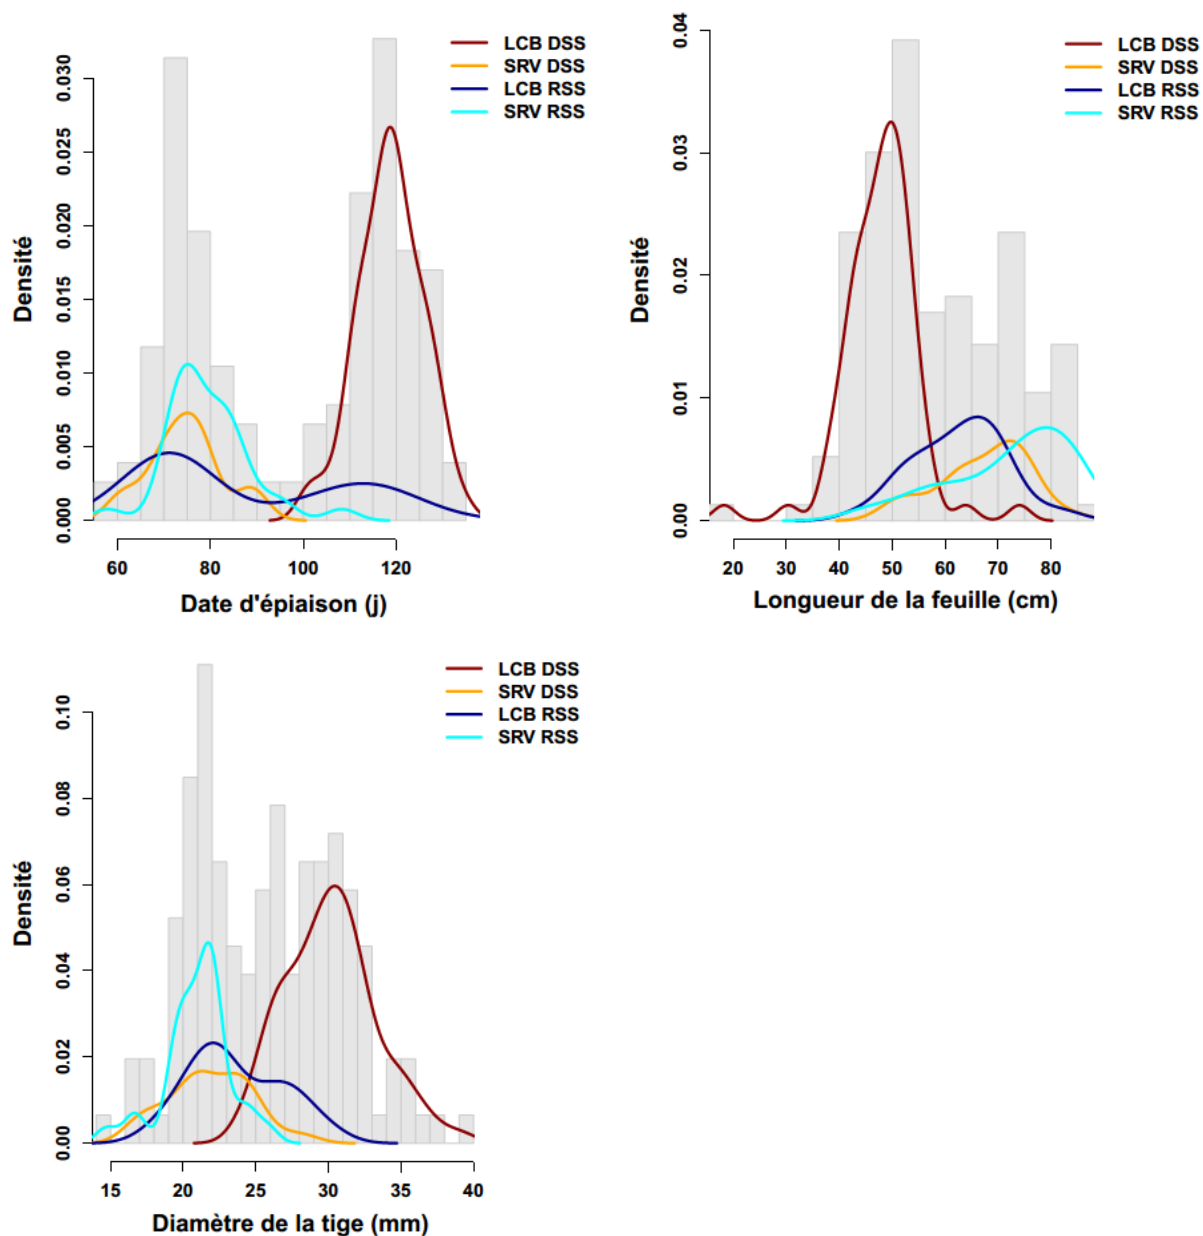 LCB DSS
SRV DSS
LCB RSS
SRV RSS
Densité
0.000 0.005 0.010 0.015 0.020 0.025 0.030
60 80 100 120
Date d'épiaison (j)
LCB DSS
SRV DSS
LCB RSS
SRV RSS
Densité
0.00 0.01 0.02 0.03 0.04
20 30 40 50 60 70 80
Longueur de la feuille (cm)
LCB DSS
SRV DSS
LCB RSS
SRV RSS
Densité
0.00 0.02 0.04 0.06 0.08 0.10
15 20 25 30 35 40
Diamètre de la tige (mm)